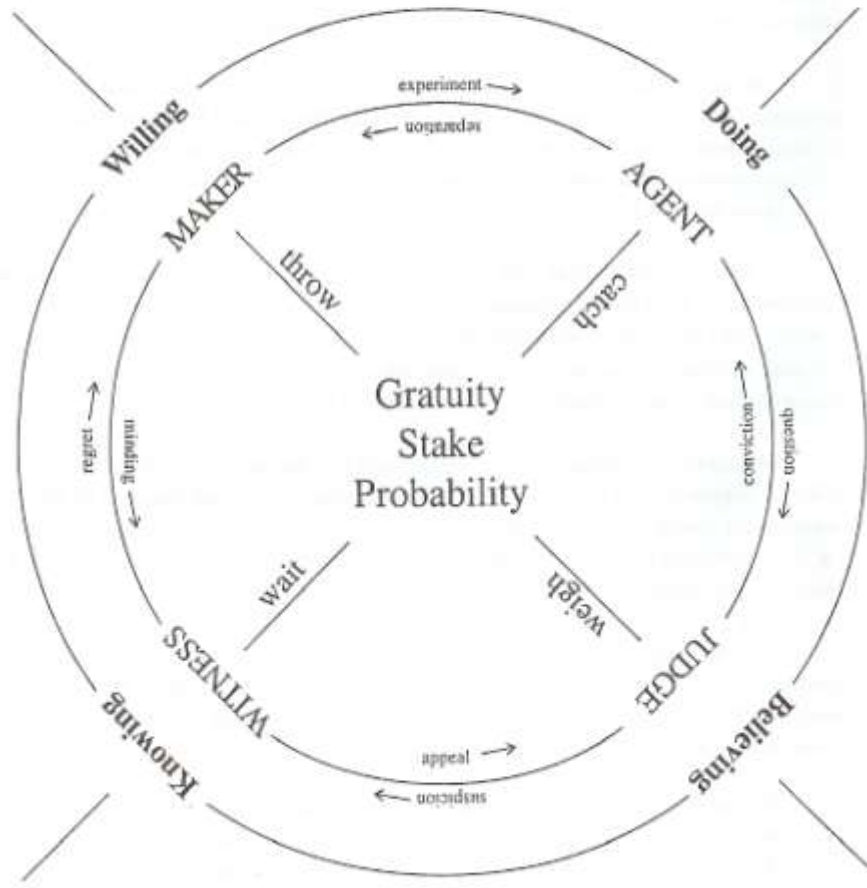 experiment
separation
Willing
Doing
MAKER
AGENT
throw
catch
Gratuity
Stake
Probability
regret
minding
conviction
question
wait
weigh
WITNESS
JUDGE
appeal
suspicion
Knowing
Believing